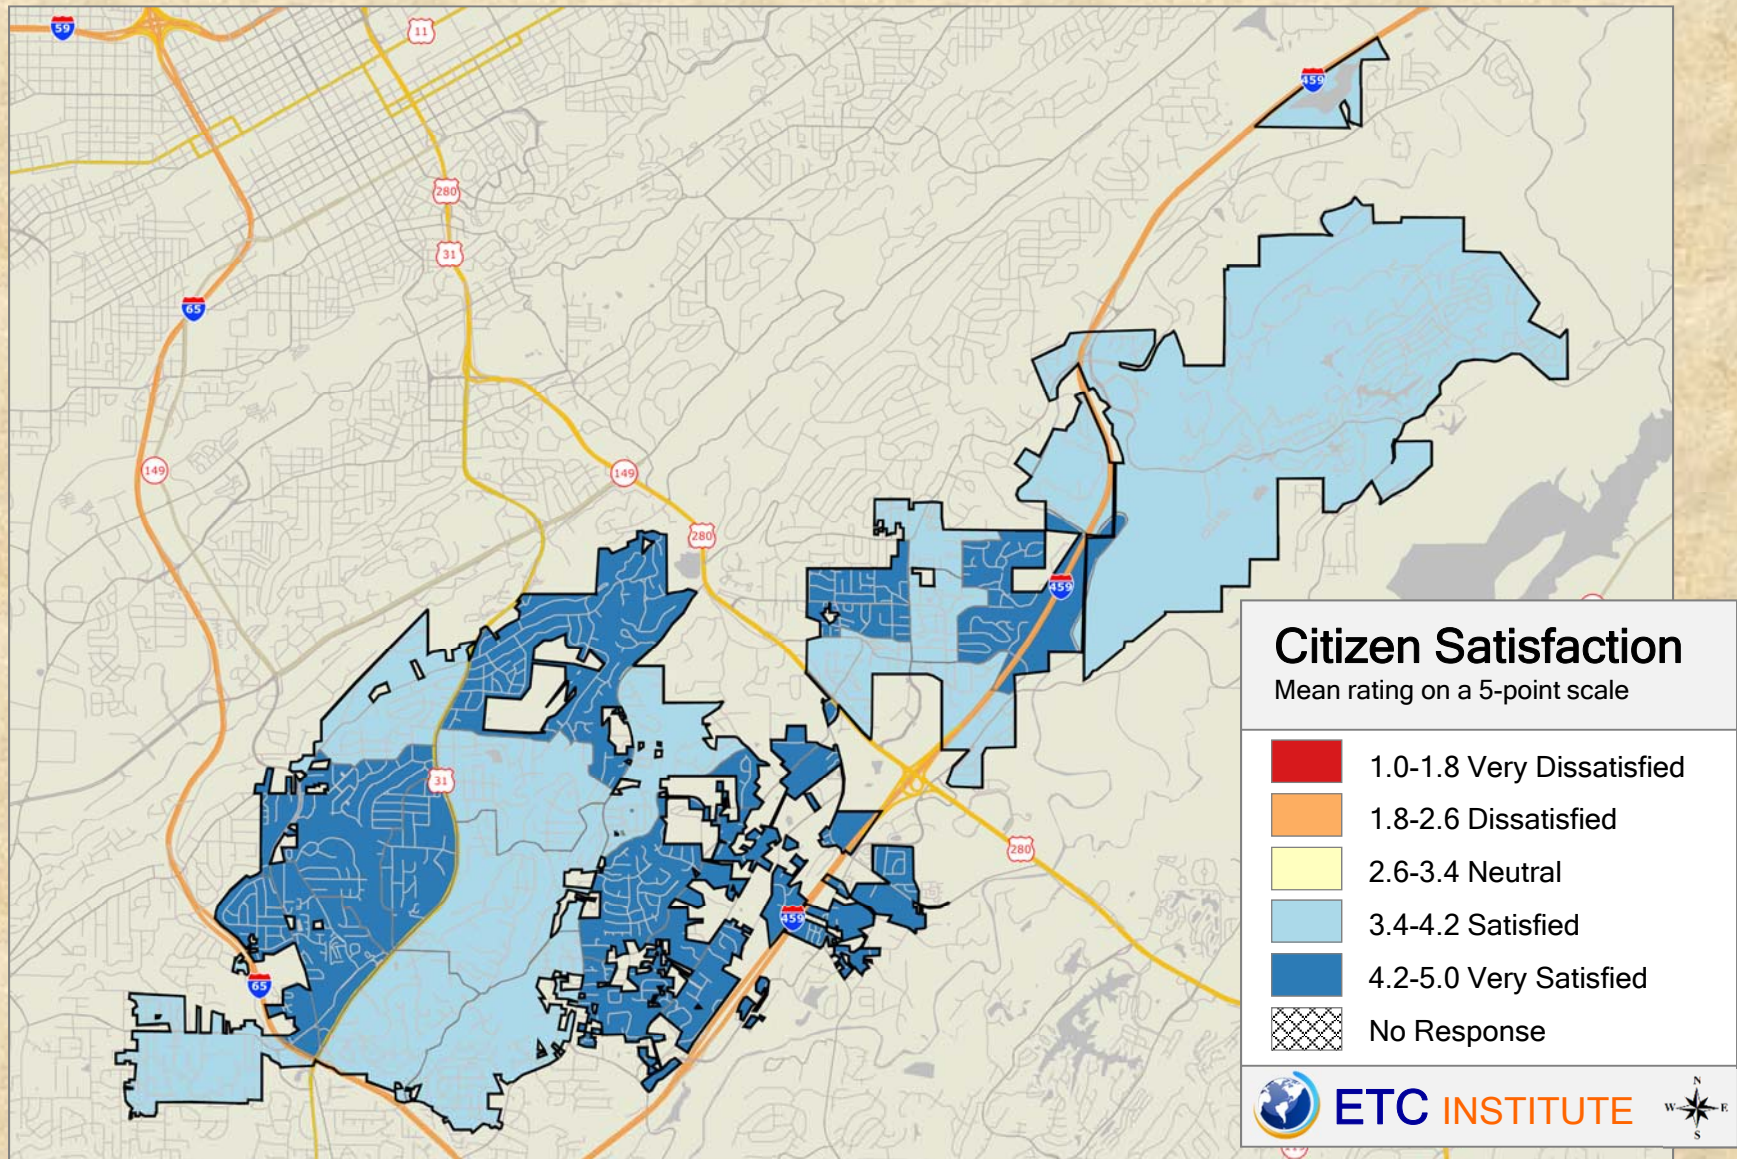 59
11
459
280
31
65
149
149
280
459
31
280
459
65
Citizen Satisfaction
Mean rating on a 5-point scale
1.0-1.8 Very Dissatisfied
1.8-2.6 Dissatisfied
2.6-3.4 Neutral
3.4-4.2 Satisfied
4.2-5.0 Very Satisfied
No Response
ETC INSTITUTE
N
W E
S